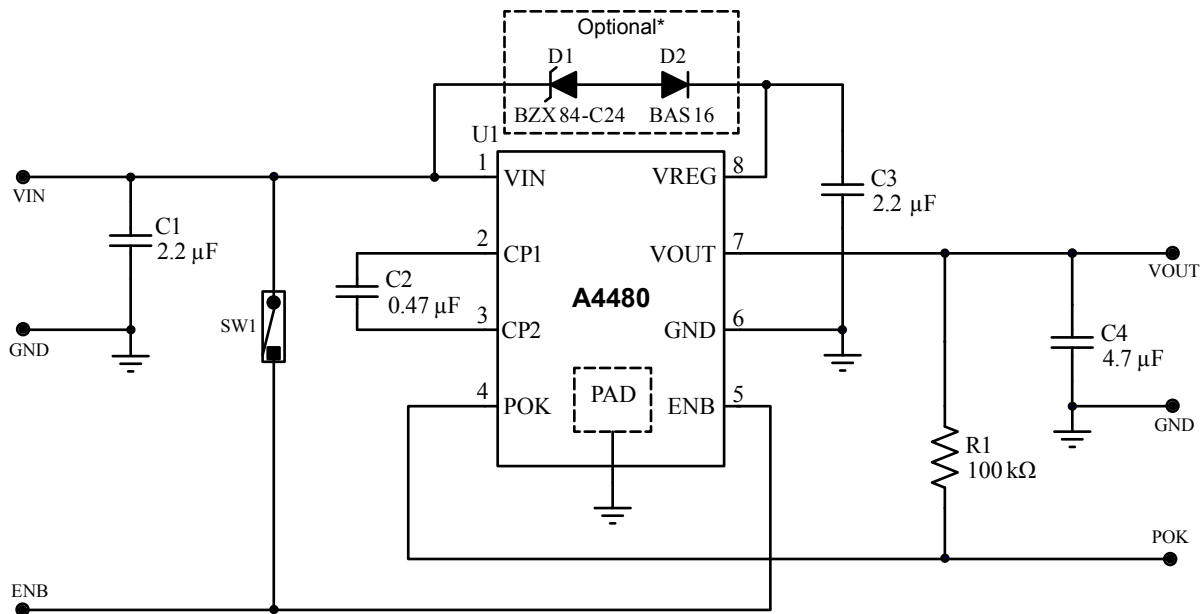 Optional*
D1
D2
BZX84-C24
BAS16
U1
1
VIN
VREG
8
VIN
C1
2.2 µF
C3
2.2 µF
2
CP1
VOUT
7
VOUT
C2
0.47 µF
A4480
SW1
3
CP2
GND
6
GND
C4
4.7 µF
4
POK
PAD
ENB
5
GND
R1
100 kΩ
POK
ENB